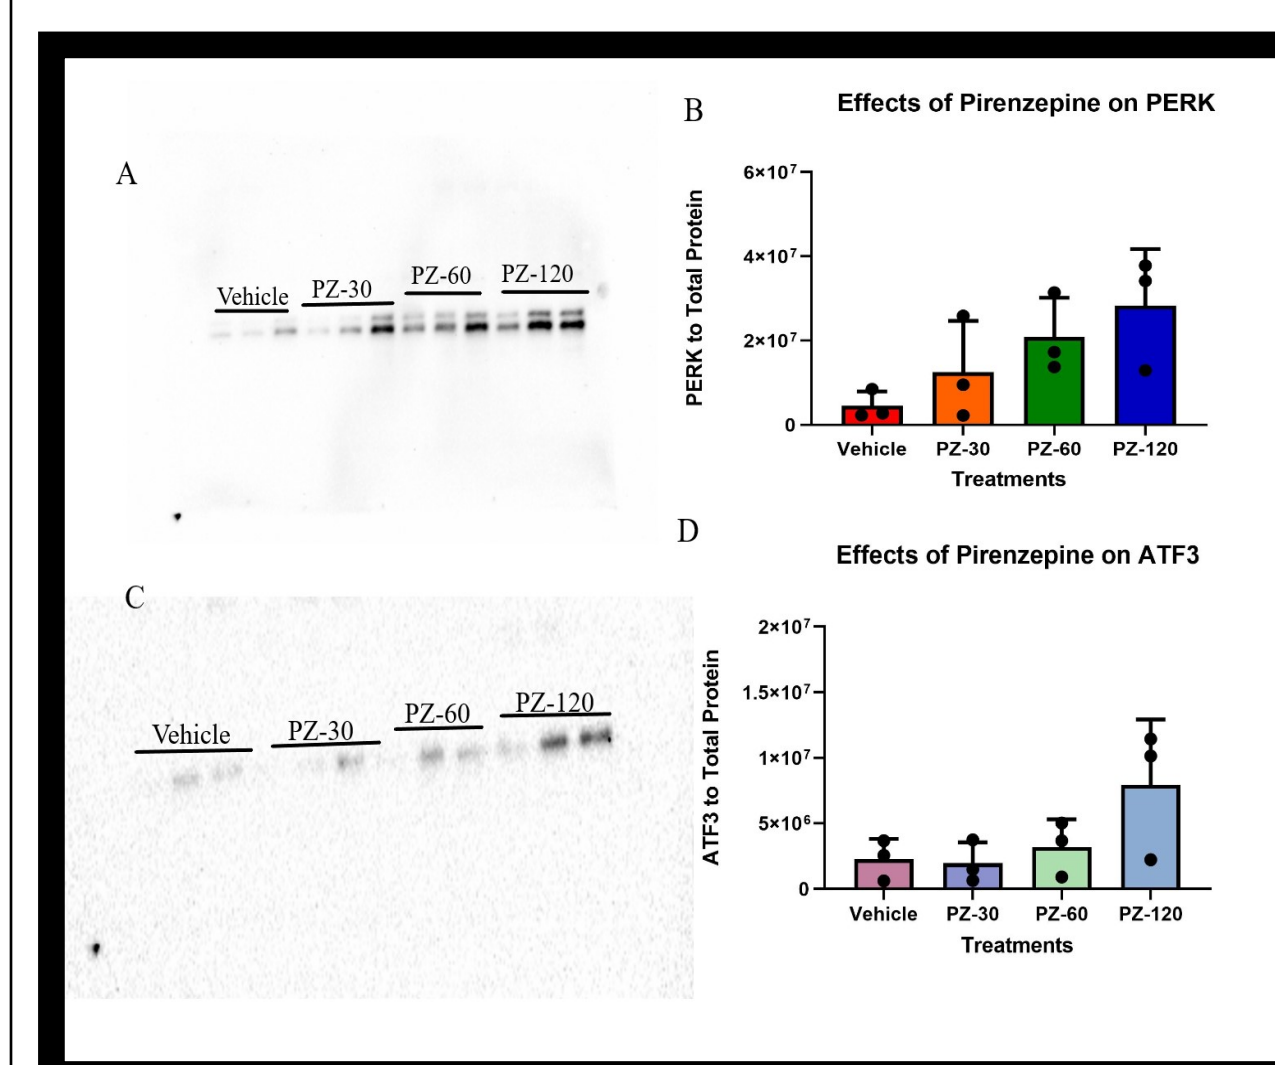 A
Vehicle
PZ-30
PZ-60
PZ-120
B
Effects of Pirenzepine on PERK
PERK to Total Protein
6×10⁷
4×10⁷
2×10⁷
0
Vehicle PZ-30 PZ-60 PZ-120
Treatments
C
Vehicle
PZ-30
PZ-60
PZ-120
D
Effects of Pirenzepine on ATF3
ATF3 to Total Protein
2×10⁷
1.5×10⁷
1×10⁷
5×10⁶
0
Vehicle PZ-30 PZ-60 PZ-120
Treatments